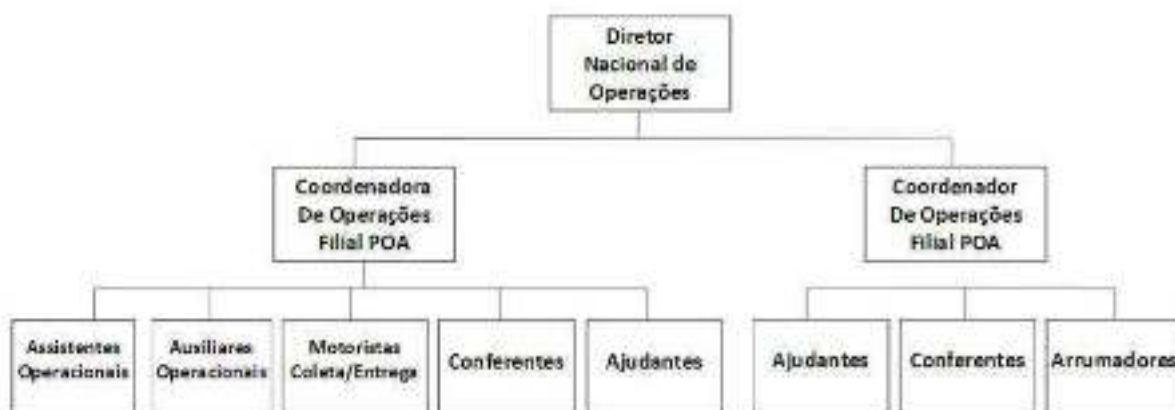 Diretor
Nacional de
Operações
Coordenadora
De Operações
Filial POA
Coordenador
De Operações
Filial POA
Assistentes
Operacionais
Auxiliares
Operacionais
Motoristas
Coleta/Entrega
Conferentes
Ajudantes
Ajudantes
Conferentes
Arrumadores